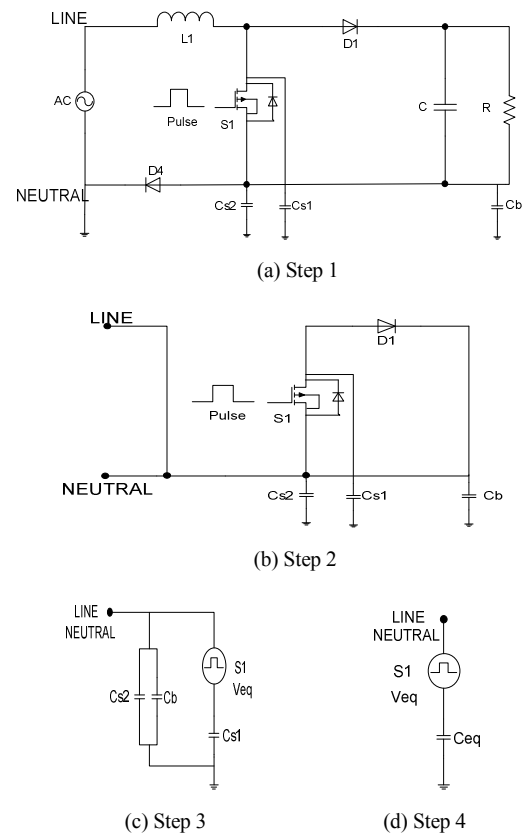 LINE
L1
D1
AC
Pulse
S1
C
R
D4
NEUTRAL
Cs2
Cs1
Cb
(a) Step 1
LINE
D1
Pulse
S1
NEUTRAL
Cs2
Cs1
Cb
(b) Step 2
LINE
NEUTRAL
S1
Veq
Cs2
Cb
Cs1
(c) Step 3
LINE
NEUTRAL
S1
Veq
Ceq
(d) Step 4